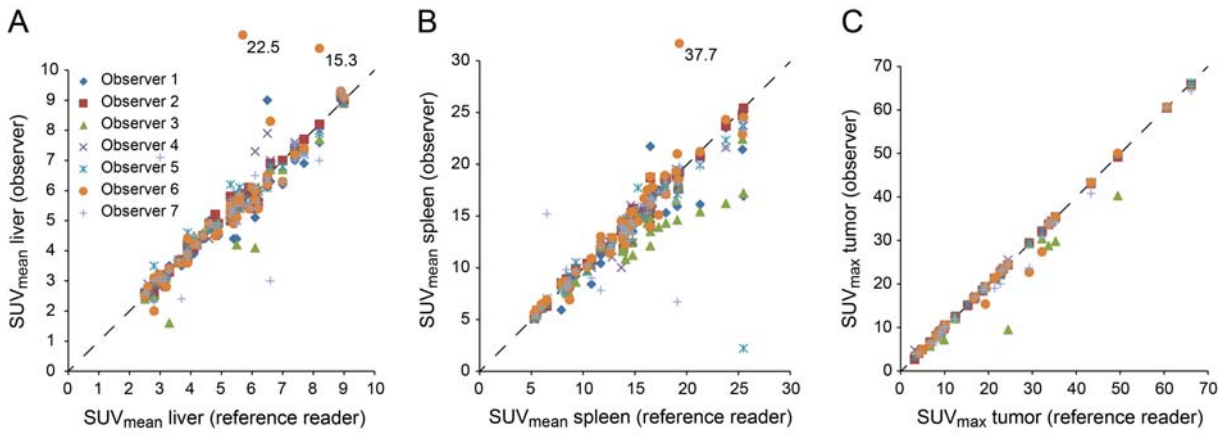 A
SUVmean liver (observer)
10
9
8
7
6
5
4
3
2
1
0
0 1 2 3 4 5 6 7 8 9 10
SUVmean liver (reference reader)
22.5
15.3
Observer 1
Observer 2
Observer 3
Observer 4
Observer 5
Observer 6
Observer 7
B
SUVmean spleen (observer)
30
25
20
15
10
5
0
0 5 10 15 20 25 30
SUVmean spleen (reference reader)
37.7
C
SUVmax tumor (observer)
70
60
50
40
30
20
10
0
0 10 20 30 40 50 60 70
SUVmax tumor (reference reader)